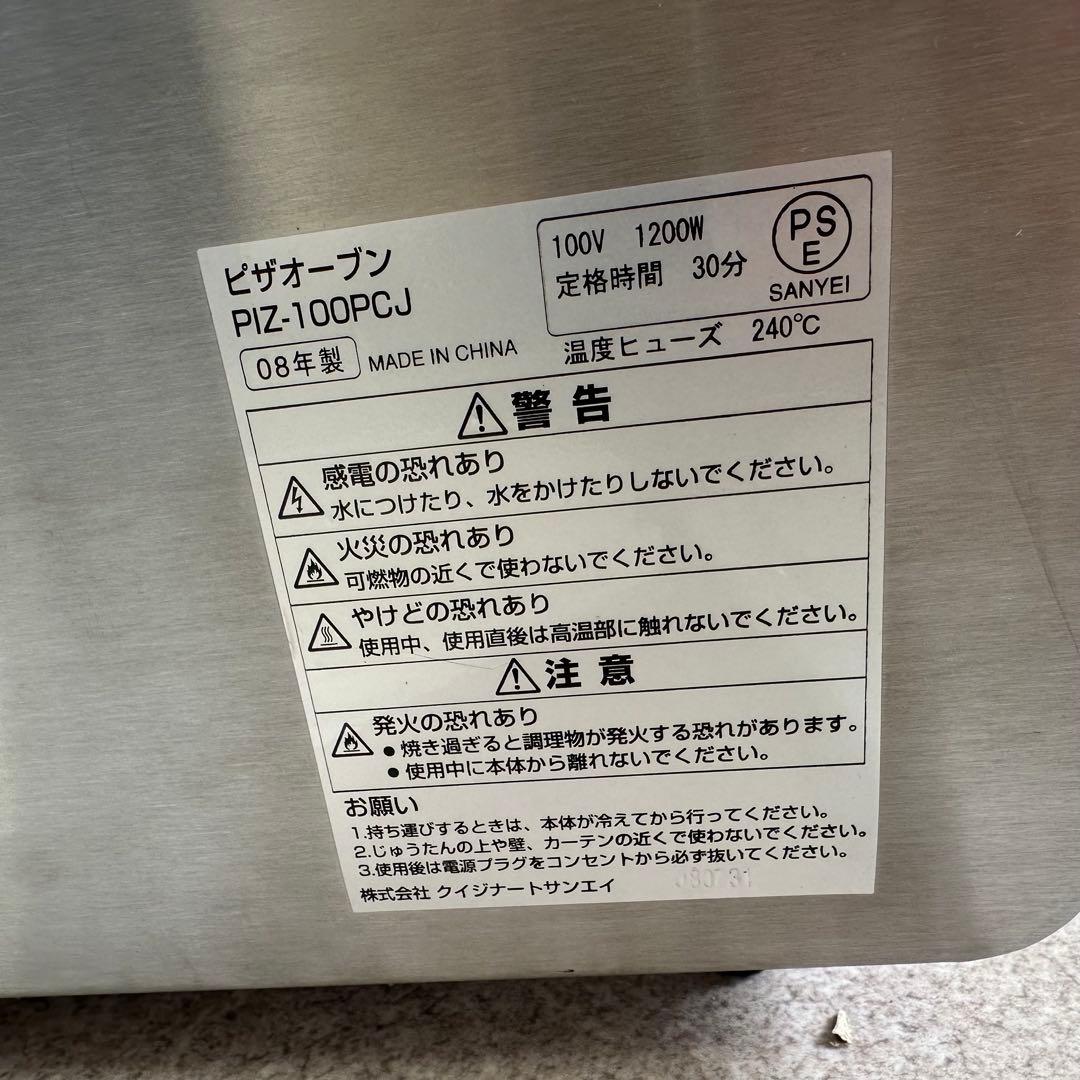 ピザオーブン
PIZ-100PCJ
08年製 MADE IN CHINA
100V 1200W
定格時間 30分
PSE
SANYEI
温度ヒューズ 240℃
警告
感電の恐れあり
水につけたり、水をかけたりしないでください。
火災の恐れあり
可燃物の近くで使わないでください。
やけどの恐れあり
使用中、使用直後は高温部に触れないでください。
注意
発火の恐れあり
●焼き過ぎると調理物が発火する恐れがあります。
●使用中に本体から離れないでください。
お願い
1.持ち運びするときは、本体が冷えてから行ってください。
2.じゅうたんの上や壁、カーテンの近くで使わないでください。
3.使用後は電源プラグをコンセントから必ず抜いてください。
株式会社 クイジナートサンエイ